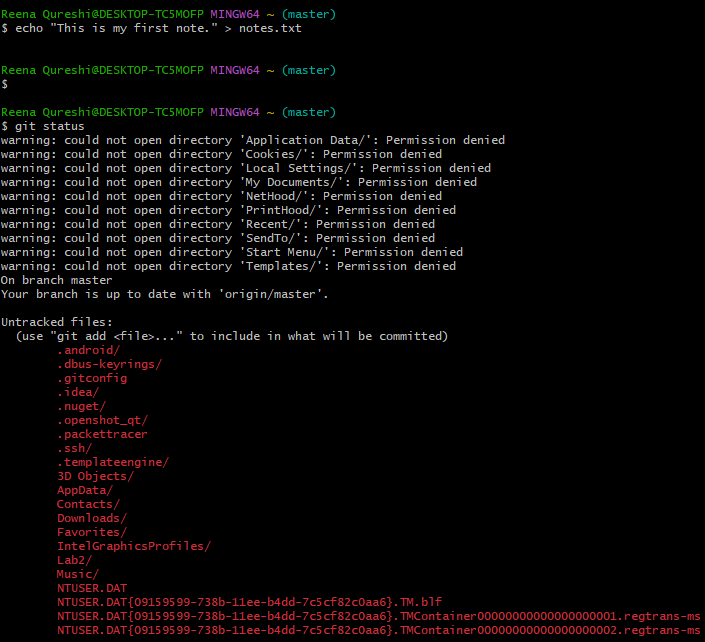 Reena Qureshi@DESKTOP-TC5MOFP MINGW64 ~ (master)
$ echo "This is my first note." > notes.txt
Reena Qureshi@DESKTOP-TC5MOFP MINGW64 ~ (master)
$
Reena Qureshi@DESKTOP-TC5MOFP MINGW64 ~ (master)
$ git status
warning: could not open directory 'Application Data/': Permission denied
warning: could not open directory 'Cookies/': Permission denied
warning: could not open directory 'Local Settings/': Permission denied
warning: could not open directory 'My Documents/': Permission denied
warning: could not open directory 'NetHood/': Permission denied
warning: could not open directory 'PrintHood/': Permission denied
warning: could not open directory 'Recent/': Permission denied
warning: could not open directory 'SendTo/': Permission denied
warning: could not open directory 'Start Menu/': Permission denied
warning: could not open directory 'Templates/': Permission denied
On branch master
Your branch is up to date with 'origin/master'.
Untracked files:
  (use "git add <file>..." to include in what will be committed)
        .android/
        .dbus-keyrings/
        .gitconfig
        .idea/
        .nuget/
        .openshot_qt/
        .packettracer
        .ssh/
        .templateengine/
        3D Objects/
        AppData/
        Contacts/
        Downloads/
        Favorites/
        IntelGraphicsProfiles/
        Lab2/
        Music/
        NTUSER.DAT
        NTUSER.DAT{09159599-738b-11ee-b4dd-7c5cf82c0aa6}.TM.blf
        NTUSER.DAT{09159599-738b-11ee-b4dd-7c5cf82c0aa6}.TMContainer00000000000000000001.regtrans-ms
        NTUSER.DAT{09159599-738b-11ee-b4dd-7c5cf82c0aa6}.TMContainer00000000000000000002.regtrans-ms